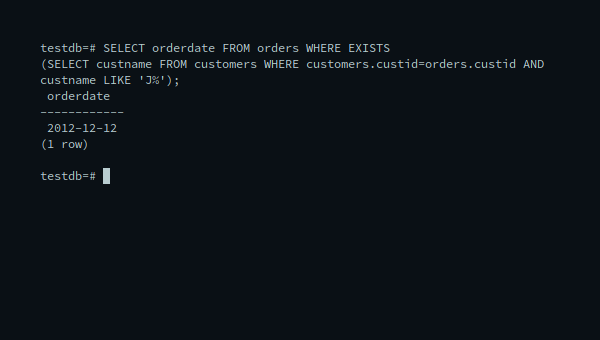 testdb=# SELECT orderdate FROM orders WHERE EXISTS
(SELECT custname FROM customers WHERE customers.custid=orders.custid AND
custname LIKE 'J%');
 orderdate
------------
 2012-12-12
(1 row)
testdb=#